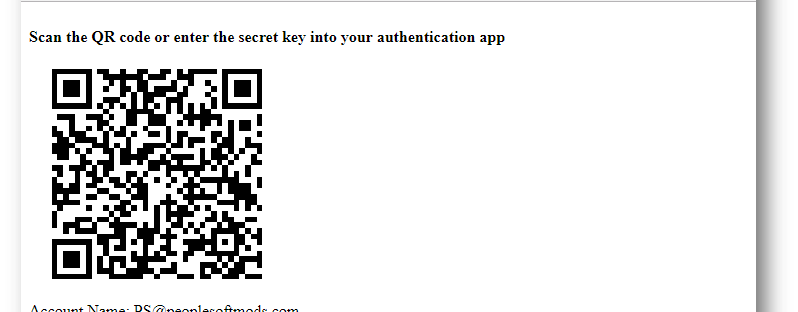 Scan the QR code or enter the secret key into your authentication app
Account Name: PS@peoplesoftmods.com